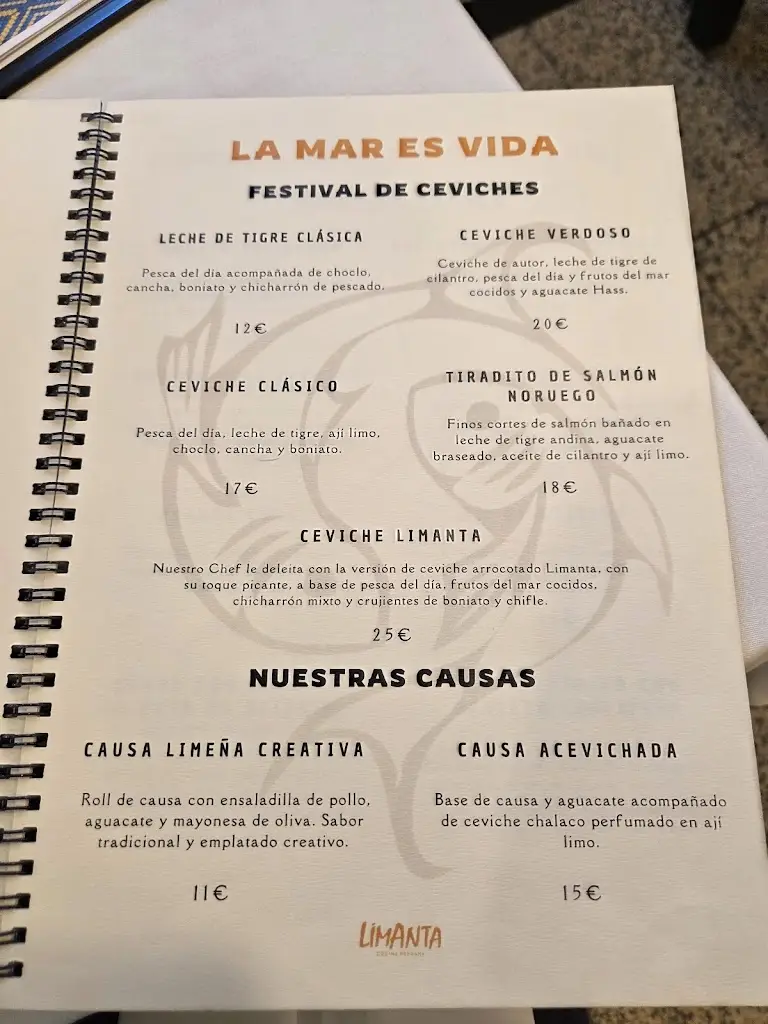 LA MAR ES VIDA
FESTIVAL DE CEVICHES
LECHE DE TIGRE CLÁSICA
Pesca del día acompañada de choclo,
cancha, boniato y chicharrón de pescado.
12€
CEVICHE VERDOSO
Ceviche de autor, leche de tigre de
cilantro, pesca del día y frutos del mar
cocidos y aguacate Hass.
20€
CEVICHE CLÁSICO
Pesca del día, leche de tigre, ají limo,
choclo, cancha y boniato.
17€
TIRADITO DE SALMÓN
NORUEGO
Finos cortes de salmón bañado en
leche de tigre andina, aguacate
braseado, aceite de cilantro y ají limo.
18€
CEVICHE LIMANTA
Nuestro Chef le deleita con la versión de ceviche arrocotado Limanta, con
su toque picante, a base de pesca del día, frutos del mar cocidos,
chicharrón mixto y crujientes de boniato y chifle.
25€
NUESTRAS CAUSAS
CAUSA LIMEÑA CREATIVA
Roll de causa con ensaladilla de pollo,
aguacate y mayonesa de oliva. Sabor
tradicional y emplatado creativo.
11€
CAUSA ACEVICHADA
Base de causa y aguacate acompañado
de ceviche chalaco perfumado en ají
limo.
15€
LIMANTA